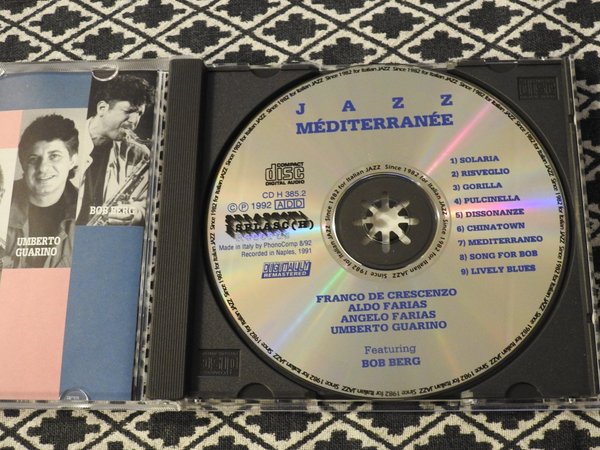 BOB BERG
UMBERTO
GUARINO
Since 1982 for Italian JAZZ
JAZZ
MÉDITERRANÉE
COMPACT
disc
DIGITAL AUDIO
CD H 385.2
© ℗ 1992 ADD
SPLASC(H)
Made in Italy by PhonoComp 8/92
Recorded in Naples, 1991
DIGITALLY
REMASTERED
1) SOLARIA
2) RISVEGLIO
3) GORILLA
4) PULCINELLA
5) DISSONANZE
6) CHINATOWN
7) MEDITERRANEO
8) SONG FOR BOB
9) LIVELY BLUES
FRANCO DE CRESCENZO
ALDO FARIAS
ANGELO FARIAS
UMBERTO GUARINO
Featuring
BOB BERG